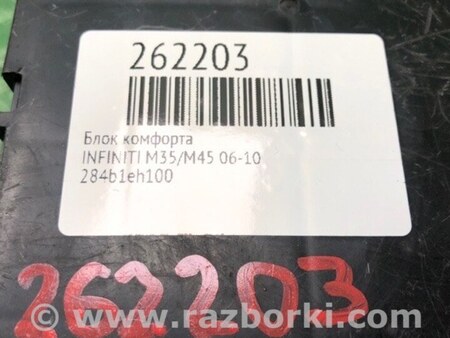 262203
Блок комфорта
INFINITI M35/M45 06-10
284b1eh100
262203
© www.razborki.com